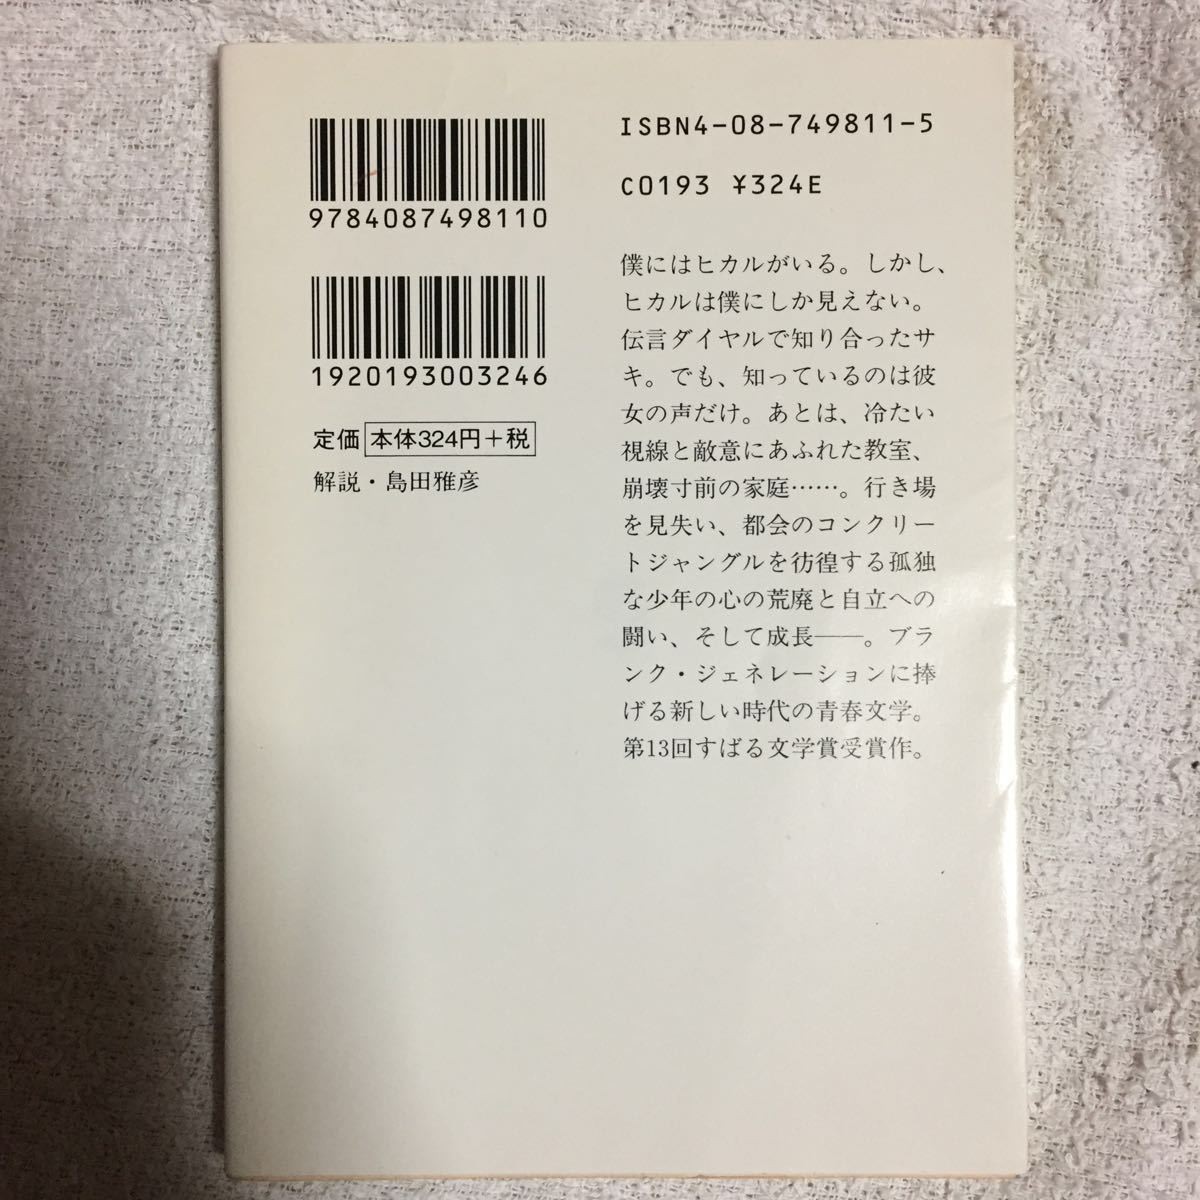 9784087498110
1920193003246
定価 本体324円+税
解説・島田雅彦
ISBN4-08-749811-5
C0193 ¥324E
僕にはヒカルがいる。しかし、
ヒカルは僕にしか見えない。
伝言ダイヤルで知り合ったサ
キ。でも、知っているのは彼
女の声だけ。あとは、冷たい
視線と敵意にあふれた教室、
崩壊寸前の家庭……。行き場
を見失い、都会のコンクリー
トジャングルを彷徨する孤独
な少年の心の荒廃と自立への
闘い、そして成長――。ブラ
ンク・ジェネレーションに捧
げる新しい時代の青春文学。
第13回すばる文学賞受賞作。